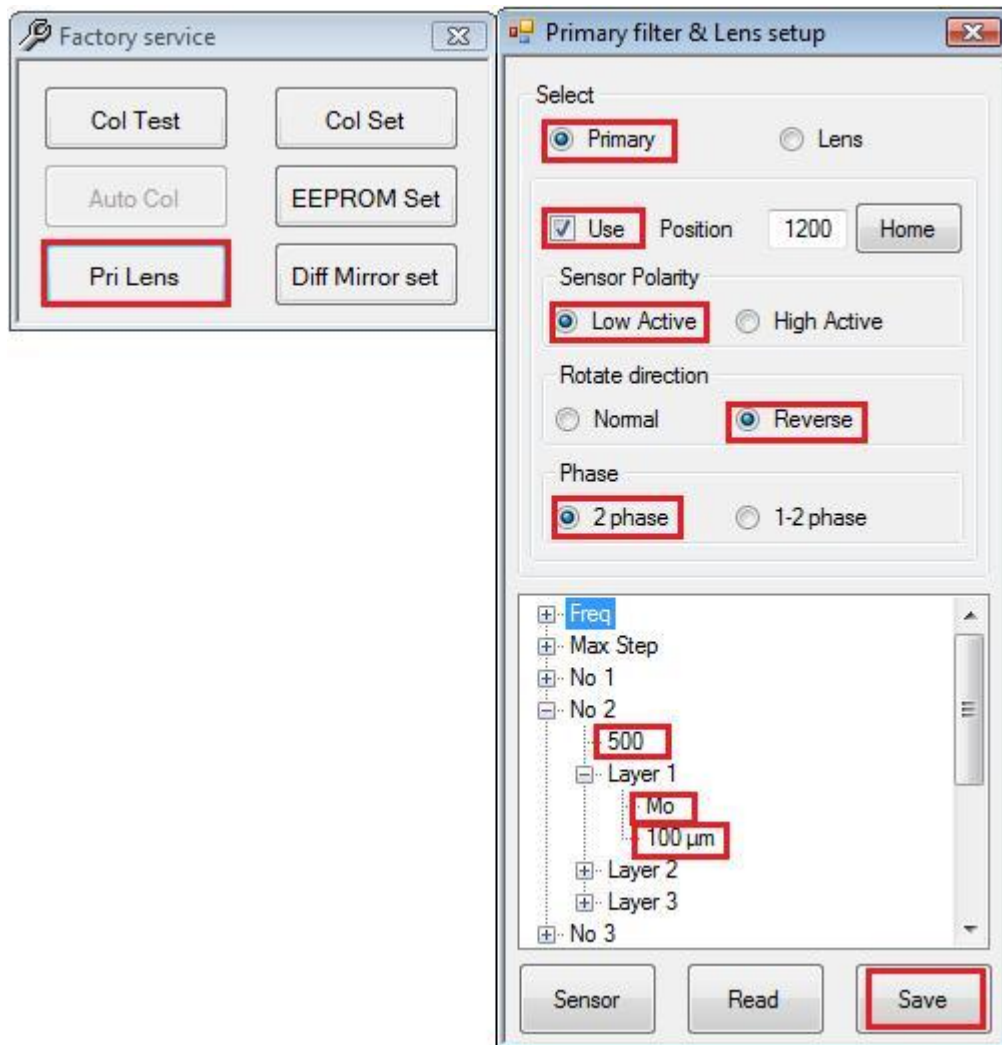 Factory service
Col Test Col Set
Auto Col EEPROM Set
Pri Lens Diff Mirror set
Primary filter & Lens setup
Select
Primary Lens
Use Position 1200 Home
Sensor Polarity
Low Active High Active
Rotate direction
Normal Reverse
Phase
2 phase 1-2 phase
Freq
Max Step
No 1
No 2
500
Layer 1
Mo
100 µm
Layer 2
Layer 3
No 3
Sensor Read Save